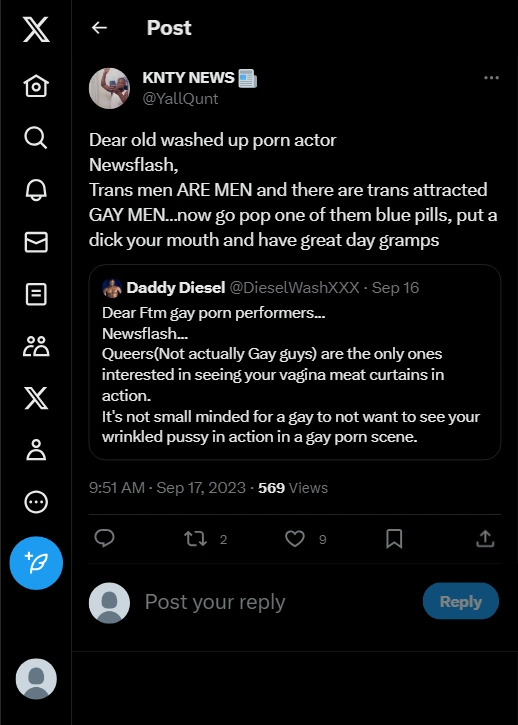 Post
KNTY NEWS📰
@YallQunt
Dear old washed up porn actor
Newsflash,
Trans men ARE MEN and there are trans attracted
GAY MEN...now go pop one of them blue pills, put a
dick your mouth and have great day gramps
Daddy Diesel @DieselWashXXX · Sep 16
Dear Ftm gay porn performers...
Newsflash...
Queers(Not actually Gay guys) are the only ones
interested in seeing your vagina meat curtains in
action.
It's not small minded for a gay to not want to see your
wrinkled pussy in action in a gay porn scene.
9:51 AM · Sep 17, 2023 · 569 Views
2 9
Post your reply Reply